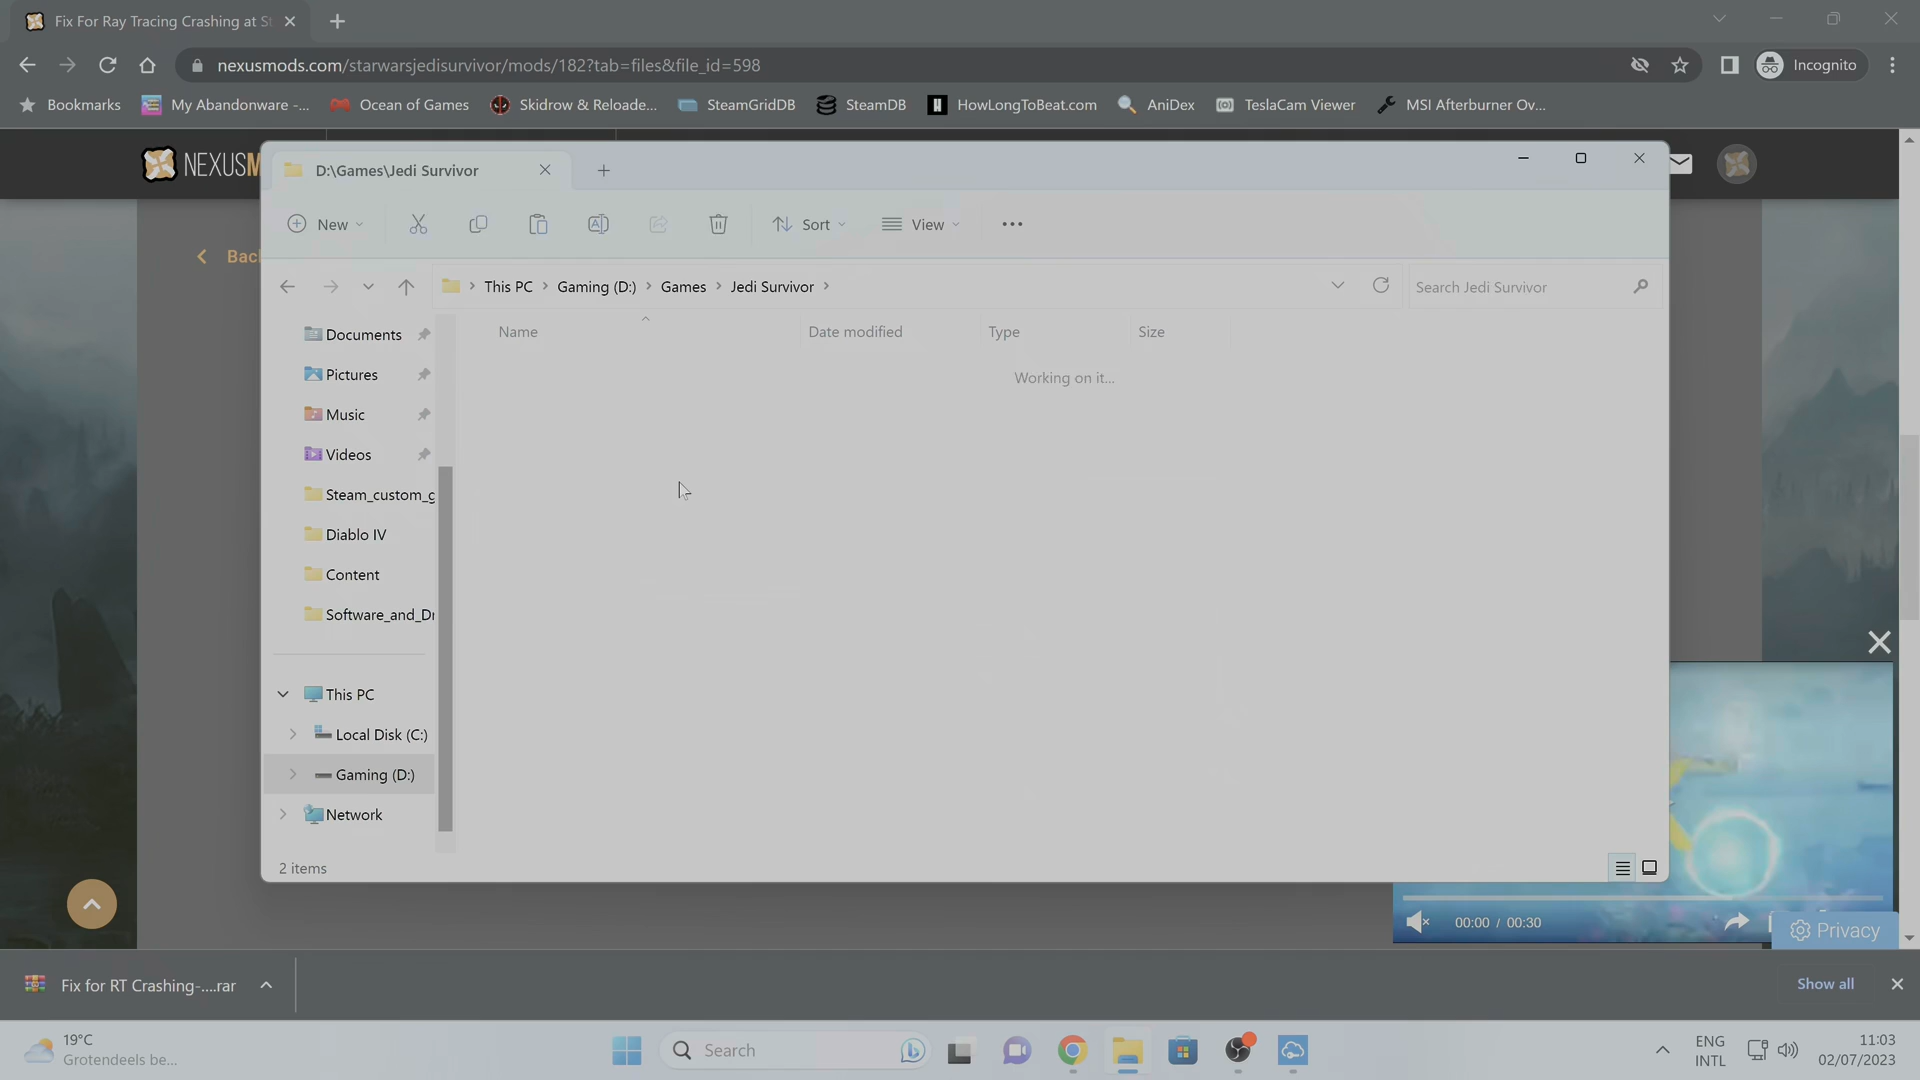 Fix For Ray Tracing Crashing at St
nexusmods.com/starwarsjedisurvivor/mods/182?tab=files&file_id=598
Incognito
Bookmarks
My Abandonware -...
Ocean of Games
Skidrow & Reloade...
SteamGridDB
SteamDB
HowLongToBeat.com
AniDex
TeslaCam Viewer
MSI Afterburner Ov...
NEXUSM
D:\Games\Jedi Survivor
New
Sort
View
Back
This PC
Gaming (D:)
Games
Jedi Survivor
Search Jedi Survivor
Name
Date modified
Type
Size
Working on it...
Documents
Pictures
Music
Videos
Steam_custom_g
Diablo IV
Content
Software_and_Dr
This PC
Local Disk (C:)
Gaming (D:)
Network
2 items
00:00 / 00:30
Privacy
Fix for RT Crashing-....rar
Show all
19°C
Grotendeels be...
Search
ENG
INTL
11:03
02/07/2023